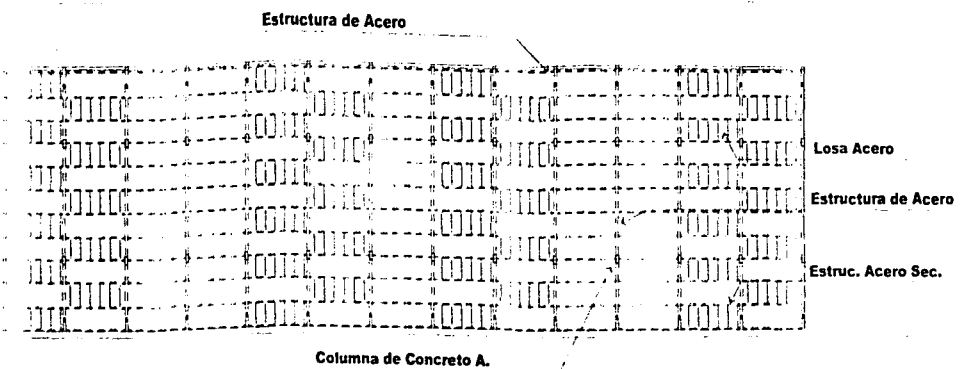 Estructura de Acero
Losa Acero
Estructura de Acero
Estruc. Acero Sec.
Columna de Concreto A.